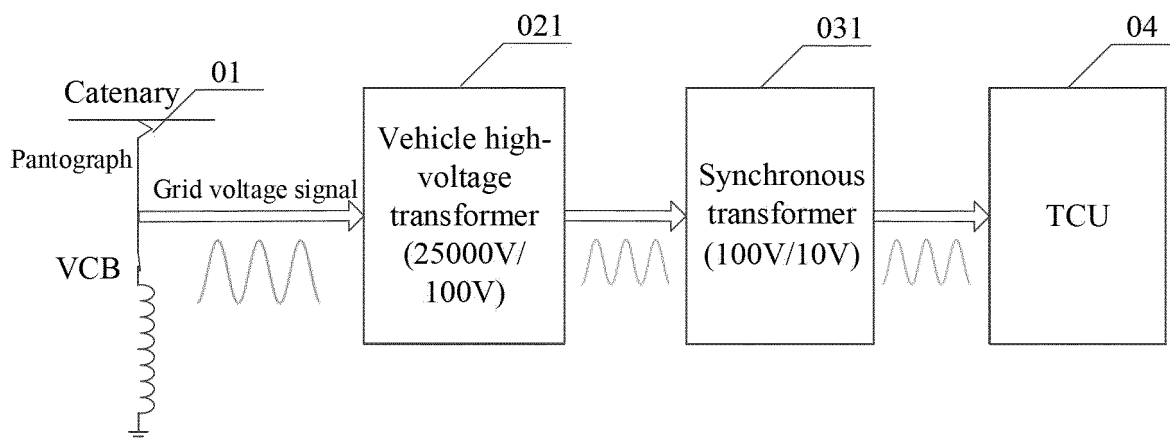 021
031
04
01
Catenary
Pantograph
Grid voltage signal
VCB
Vehicle high-
voltage
transformer
(25000V/
100V)
Synchronous
transformer
(100V/10V)
TCU